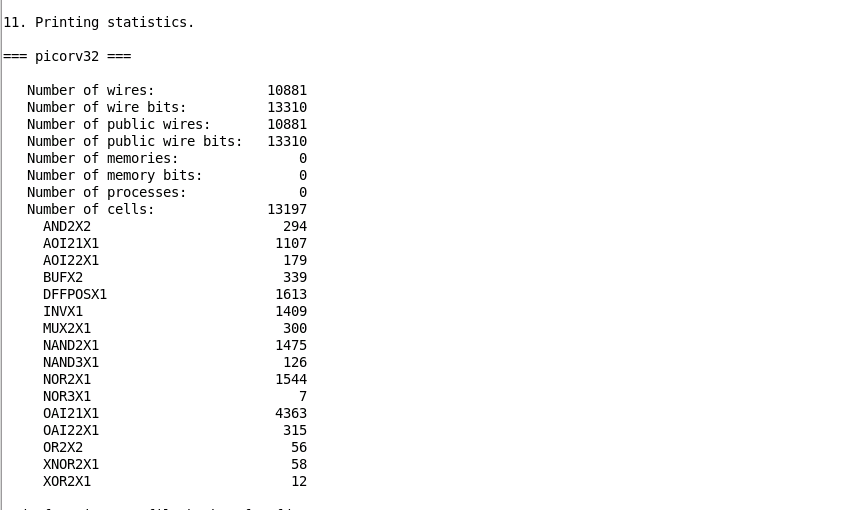 11. Printing statistics.
=== picorv32 ===
Number of wires: 10881
Number of wire bits: 13310
Number of public wires: 10881
Number of public wire bits: 13310
Number of memories: 0
Number of memory bits: 0
Number of processes: 0
Number of cells: 13197
AND2X2 294
AOI21X1 1107
AOI22X1 179
BUFX2 339
DFFPOSX1 1613
INVX1 1409
MUX2X1 300
NAND2X1 1475
NAND3X1 126
NOR2X1 1544
NOR3X1 7
OAI21X1 4363
OAI22X1 315
OR2X2 56
XNOR2X1 58
XOR2X1 12